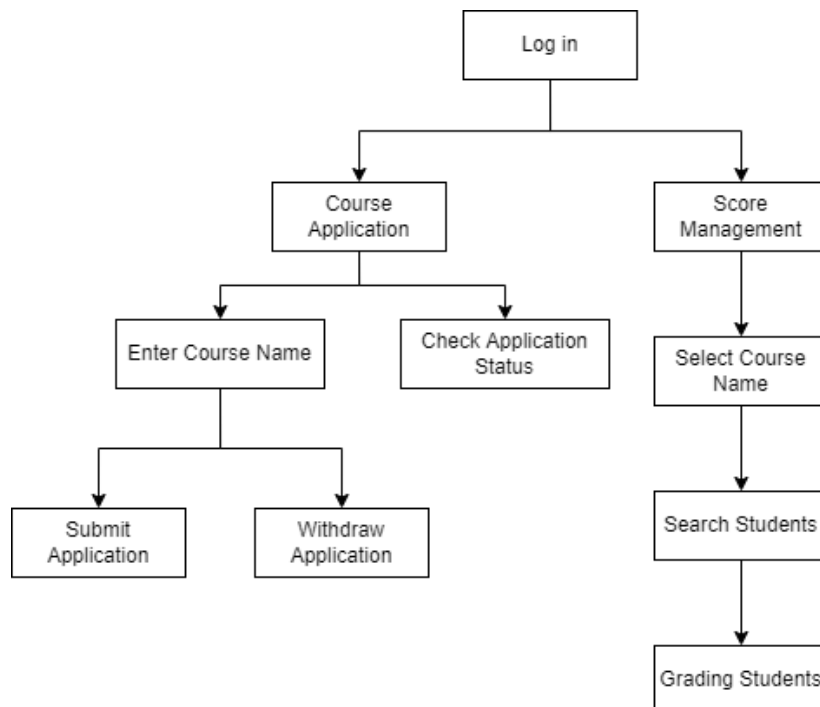 Log in
Course
Application
Score
Management
Enter Course Name
Check Application
Status
Select Course
Name
Submit
Application
Withdraw
Application
Search Students
Grading Students